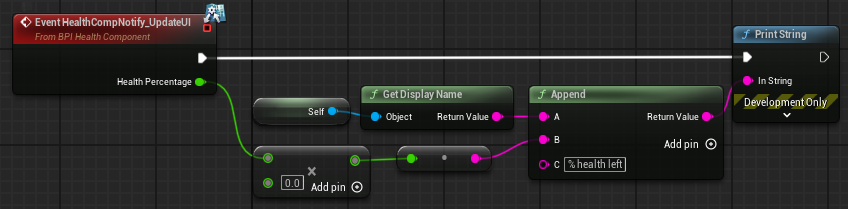 Event HealthCompNotify_UpdateUI
From BPI Health Component
Health Percentage
Print String
In String
Development Only
Self
Get Display Name
Object
Return Value
Append
A
Return Value
B
Add pin
C
% health left
0.0
Add pin